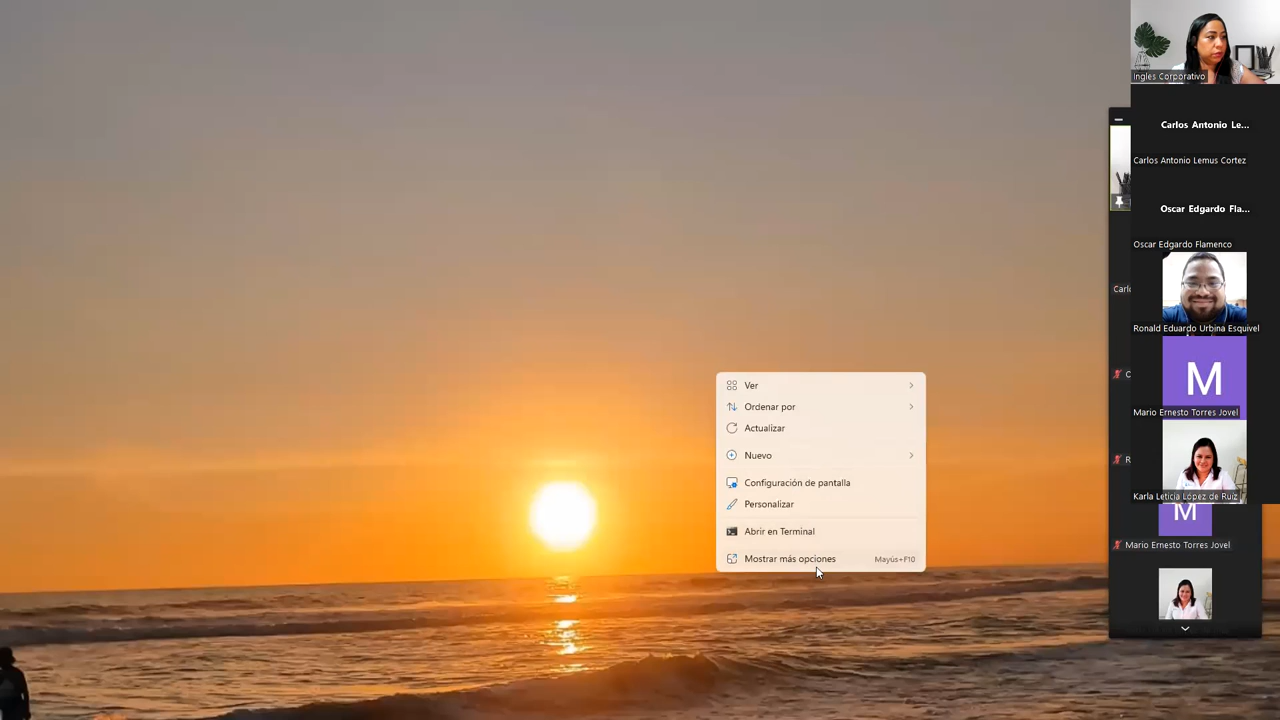 Ver
Ordenar por
Actualizar
Nuevo
Configuración de pantalla
Personalizar
Abrir en Terminal
Mostrar más opciones Mayús+F10
Ingles Corporativo
Carlos Antonio Le...
Carlos Antonio Lemus Cortez
Oscar Edgardo Fla...
Oscar Edgardo Flamenco
Carlo
Ronald Eduardo Urbina Esquivel
M
O
Mario Ernesto Torres Jovel
R
Karla Leticia López de Ruiz
M
Mario Ernesto Torres Jovel